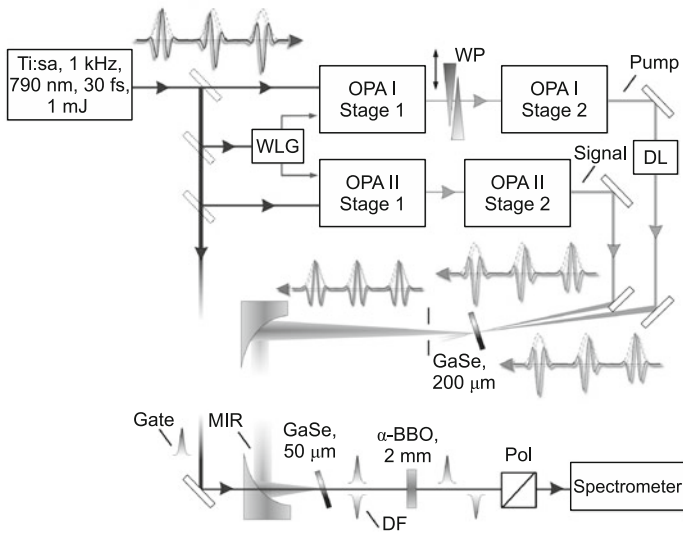 Ti:sa, 1 kHz,
790 nm, 30 fs,
1 mJ
WLG
OPA I
Stage 1
WP
OPA I
Stage 2
Pump
OPA II
Stage 1
OPA II
Stage 2
Signal
DL
GaSe,
200 μm
Gate
MIR
GaSe,
50 μm
DF
α-BBO,
2 mm
Pol
Spectrometer